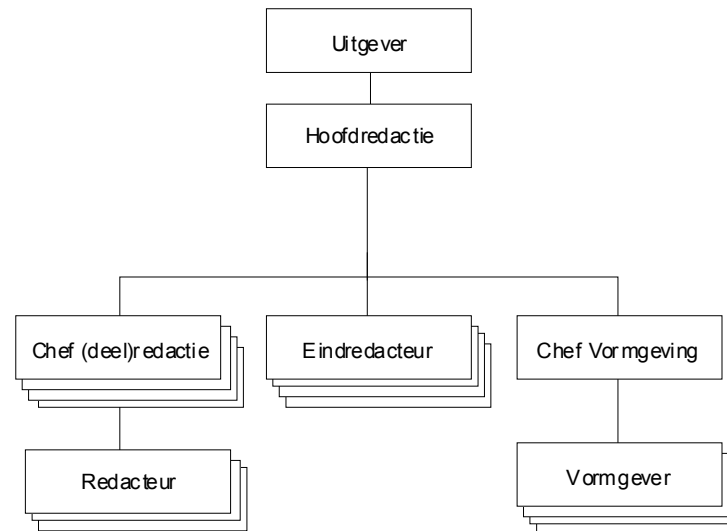 Uitgever
Hoofdredactie
Chef (deel)redactie
Eindredacteur
Chef Vormgeving
Redacteur
Vormgever